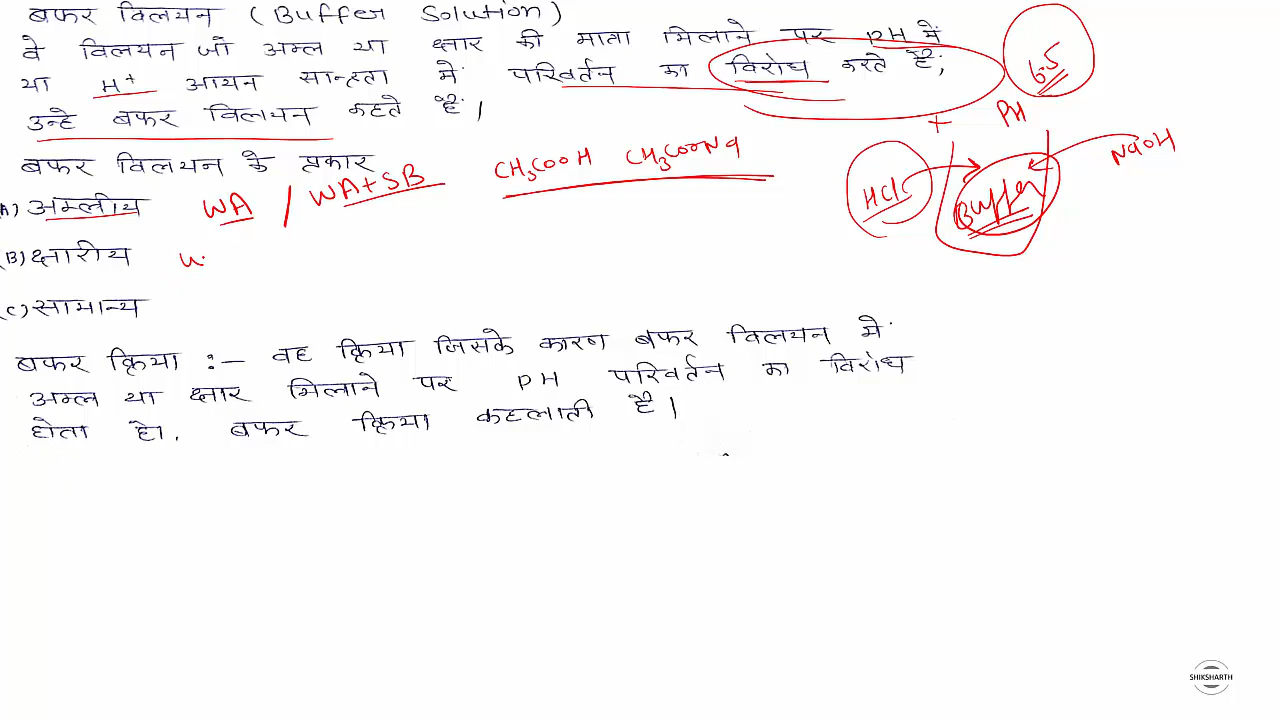 बफर विलयन (Buffer Solution)
वे विलयन जो अम्ल या क्षार की मात्रा मिलाने पर pH में
या H⁺ आयन सान्द्रता में परिवर्तन का विरोध करते है;
उन्हे बफर विलयन कहते है।
6.5
+ PH
HCl
Buffer
NaOH
बफर विलयन के प्रकार
(A) अम्लीय WA / WA+SB CH₃COOH CH₃COONa
(B) क्षारीय w.
(C) सामान्य
बफर क्रिया :- वह क्रिया जिसके कारण बफर विलयन में
अम्ल या क्षार मिलाने पर pH परिवर्तन का विरोध
होता हो. बफर क्रिया कहलाती है।
SHIKSHARTH